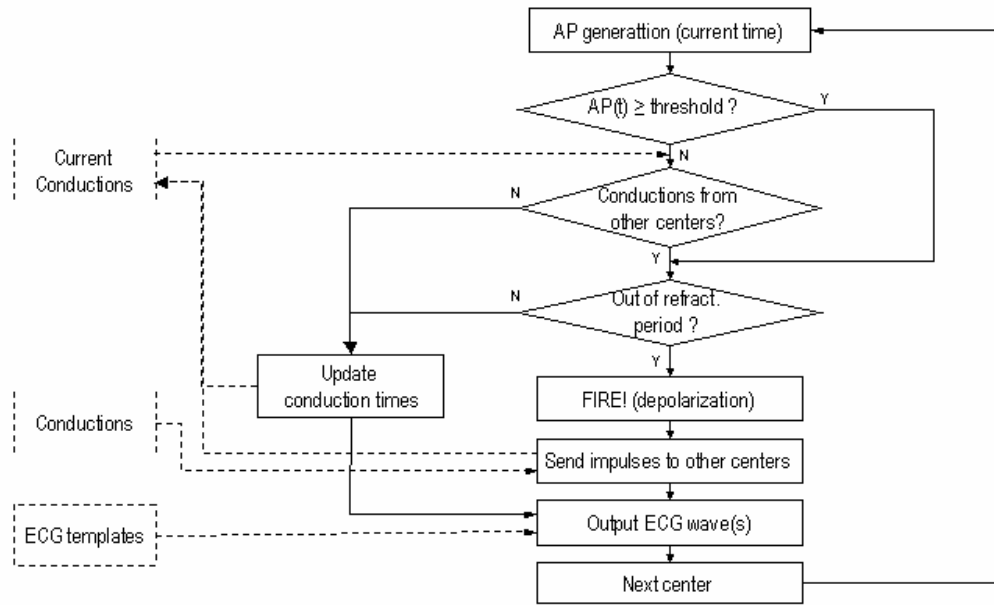 AP generattion (current time)
AP(t) ≥ threshold ?
Y
N
Current
Conductions
Conductions from
other centers?
N
Y
Out of refract.
period ?
N
Y
Update
conduction times
FIRE! (depolarization)
Conductions
Send impulses to other centers
ECG templates
Output ECG wave(s)
Next center